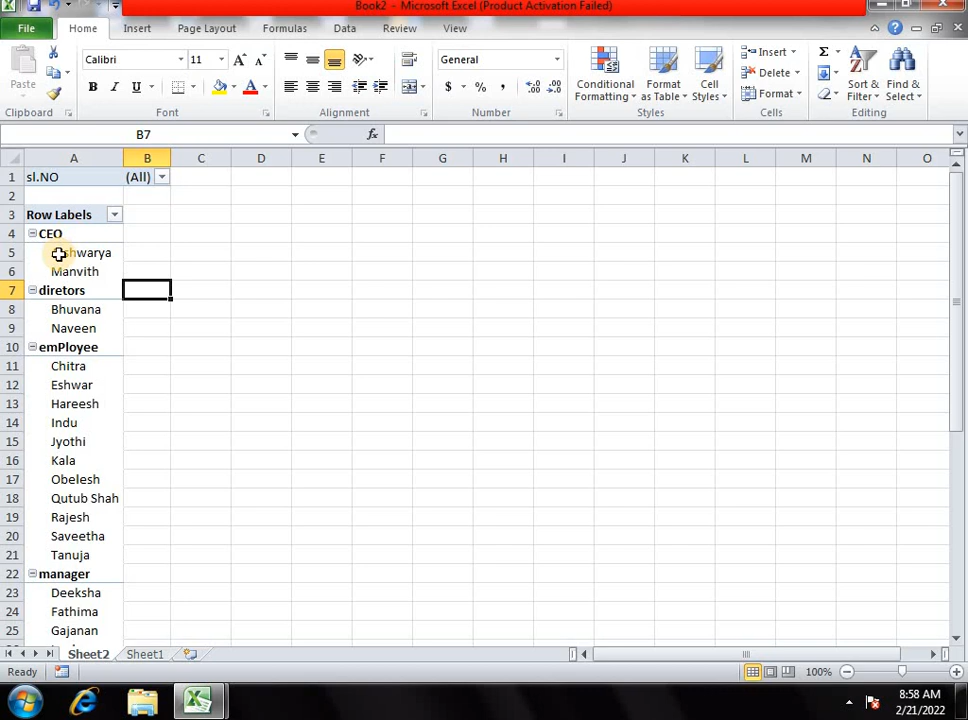 Book2 - Microsoft Excel (Product Activation Failed)
File Home Insert Page Layout Formulas Data Review View
Paste
Calibri 11
B I U
General
$ % ,
Conditional Formatting
Format as Table
Cell Styles
Insert
Delete
Format
Sort & Filter
Find & Select
Clipboard Font Alignment Number Styles Cells Editing
B7 fx
A B C D E F G H I J K L M N O
1 sl.NO (All)
2
3 Row Labels
4 CEO
5 shwarya
6 Manvith
7 diretors
8 Bhuvana
9 Naveen
10 emPloyee
11 Chitra
12 Eshwar
13 Hareesh
14 Indu
15 Jyothi
16 Kala
17 Obelesh
18 Qutub Shah
19 Rajesh
20 Saveetha
21 Tanuja
22 manager
23 Deeksha
24 Fathima
25 Gajanan
Sheet2 Sheet1
Ready 100%
8:58 AM
2/21/2022